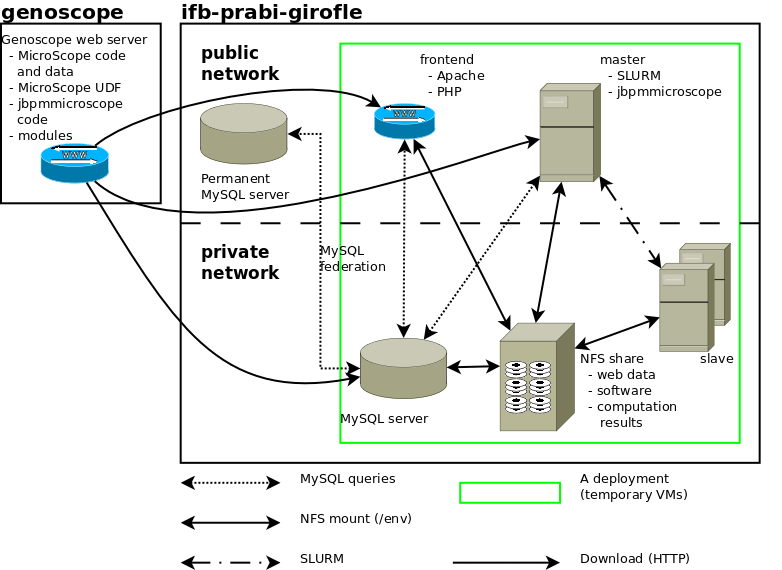 genoscope
ifb-prabi-girofle
Genoscope web server
- MicroScope code
and data
- MicroScope UDF
- jbpmmicroscope
code
- modules
public
network
frontend
- Apache
- PHP
master
- SLURM
- jbpmmicroscope
Permanent
MySQL server
private
network
MySQL
federation
MySQL server
NFS share
- web data
- software
- computation
results
slave
MySQL queries
NFS mount (/env)
SLURM
A deployment
(temporary VMs)
Download (HTTP)